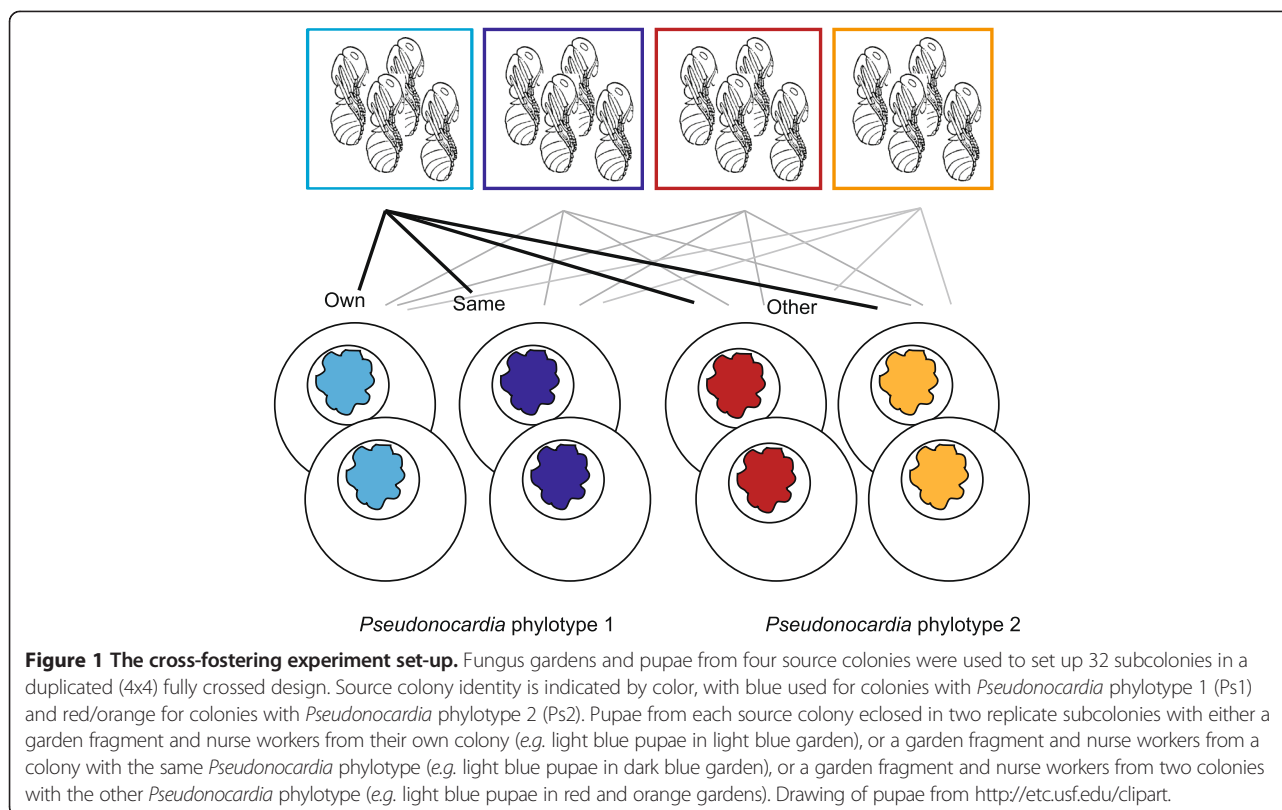 Own
Same
Other
Pseudonocardia phylotype 1
Pseudonocardia phylotype 2
Figure 1 The cross-fostering experiment set-up. Fungus gardens and pupae from four source colonies were used to set up 32 subcolonies in a
duplicated (4x4) fully crossed design. Source colony identity is indicated by color, with blue used for colonies with Pseudonocardia phylotype 1 (Ps1)
and red/orange for colonies with Pseudonocardia phylotype 2 (Ps2). Pupae from each source colony eclosed in two replicate subcolonies with either a
garden fragment and nurse workers from their own colony (e.g. light blue pupae in light blue garden), or a garden fragment and nurse workers from a
colony with the same Pseudonocardia phylotype (e.g. light blue pupae in dark blue garden), or a garden fragment and nurse workers from two colonies
with the other Pseudonocardia phylotype (e.g. light blue pupae in red and orange gardens). Drawing of pupae from http://etc.usf.edu/clipart.